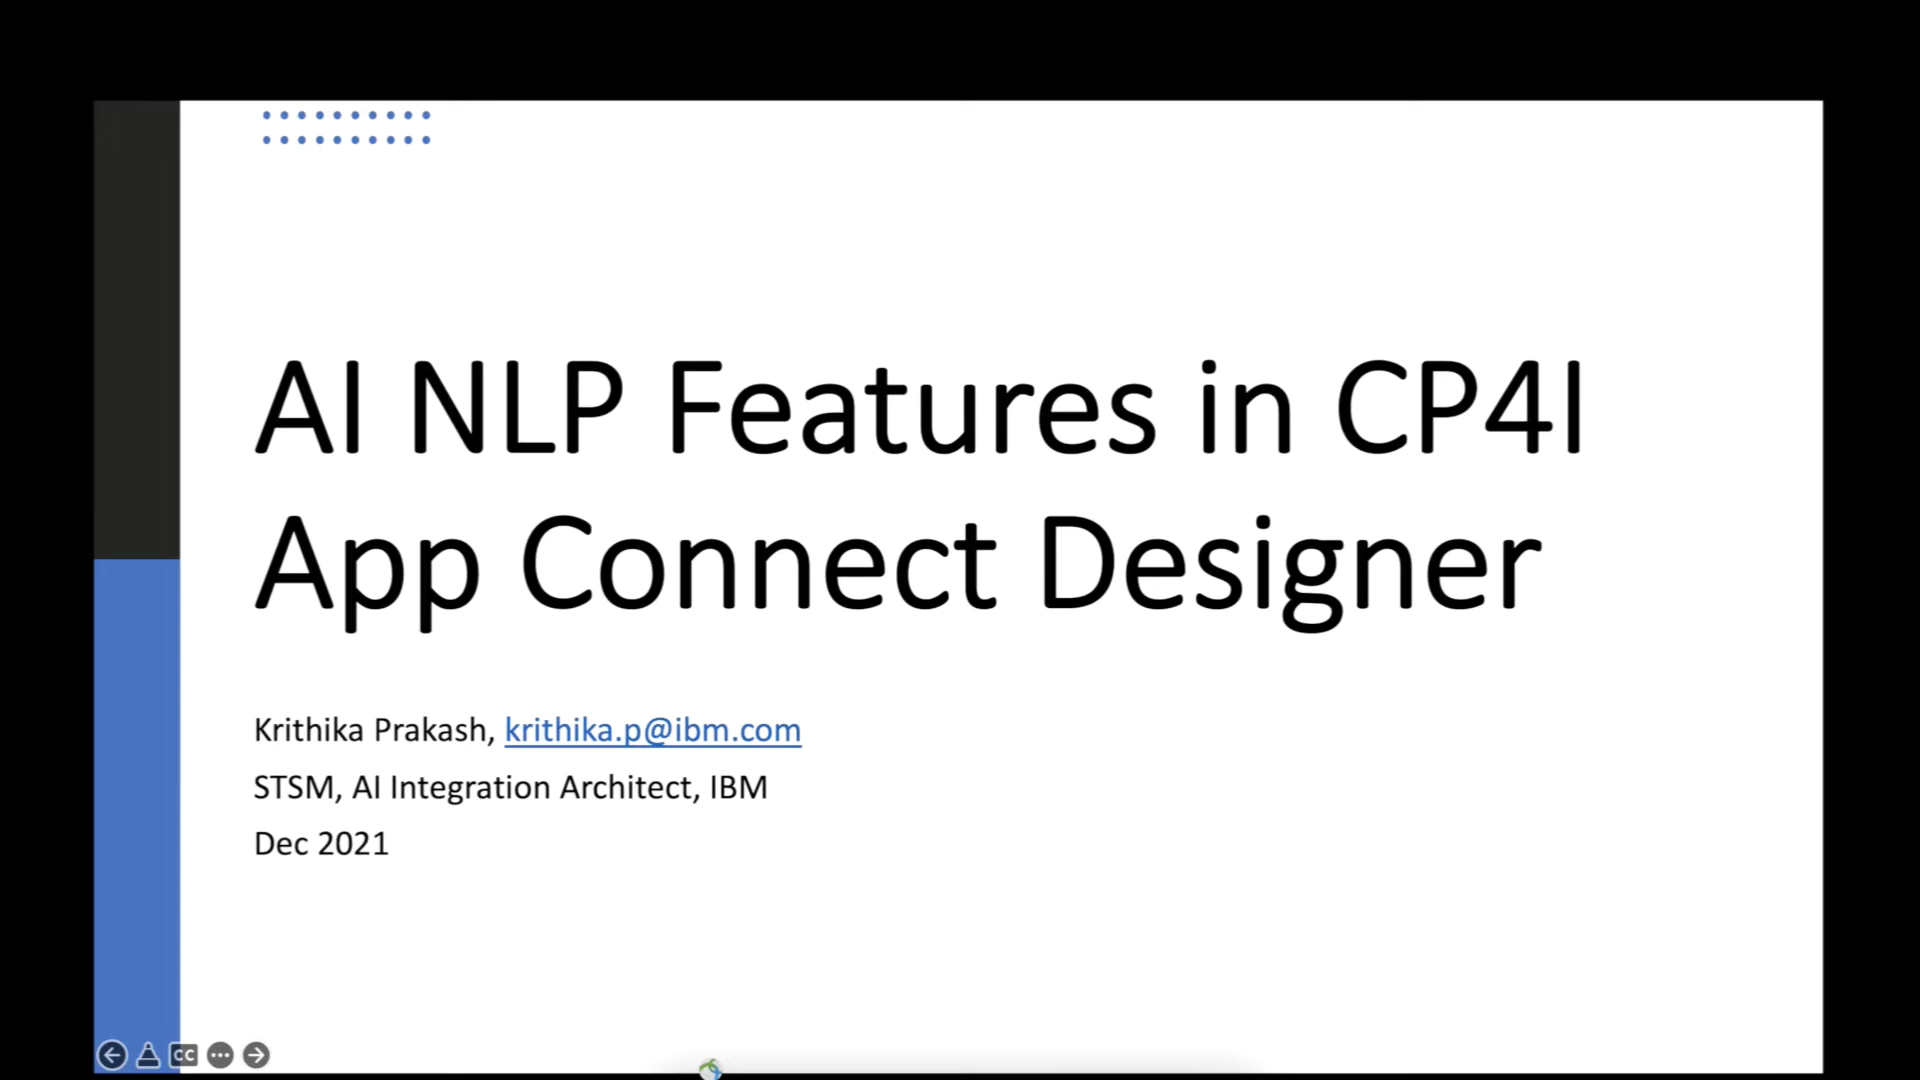 AI NLP Features in CP4I
App Connect Designer
Krithika Prakash, krithika.p@ibm.com
STSM, AI Integration Architect, IBM
Dec 2021
CC